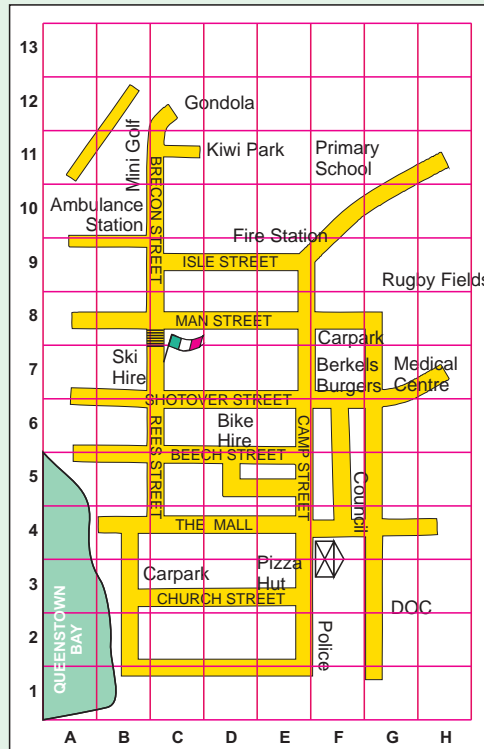 13
12
11
10
9
8
7
6
5
4
3
2
1
Gondola
Mini Golf
Kiwi Park
Primary
School
BRECON STREET
Ambulance
Station
Fire Station
ISLE STREET
Rugby Fields
MAN STREET
Carpark
Ski
Hire
Berkels
Burgers
Medical
Centre
SHOTOVER STREET
Bike
Hire
REES STREET
CAMP STREET
BEECH STREET
Council
THE MALL
Carpark
Pizza
Hut
CHURCH STREET
DOC
Police
QUEENSTOWN
BAY
A B C D E F G H